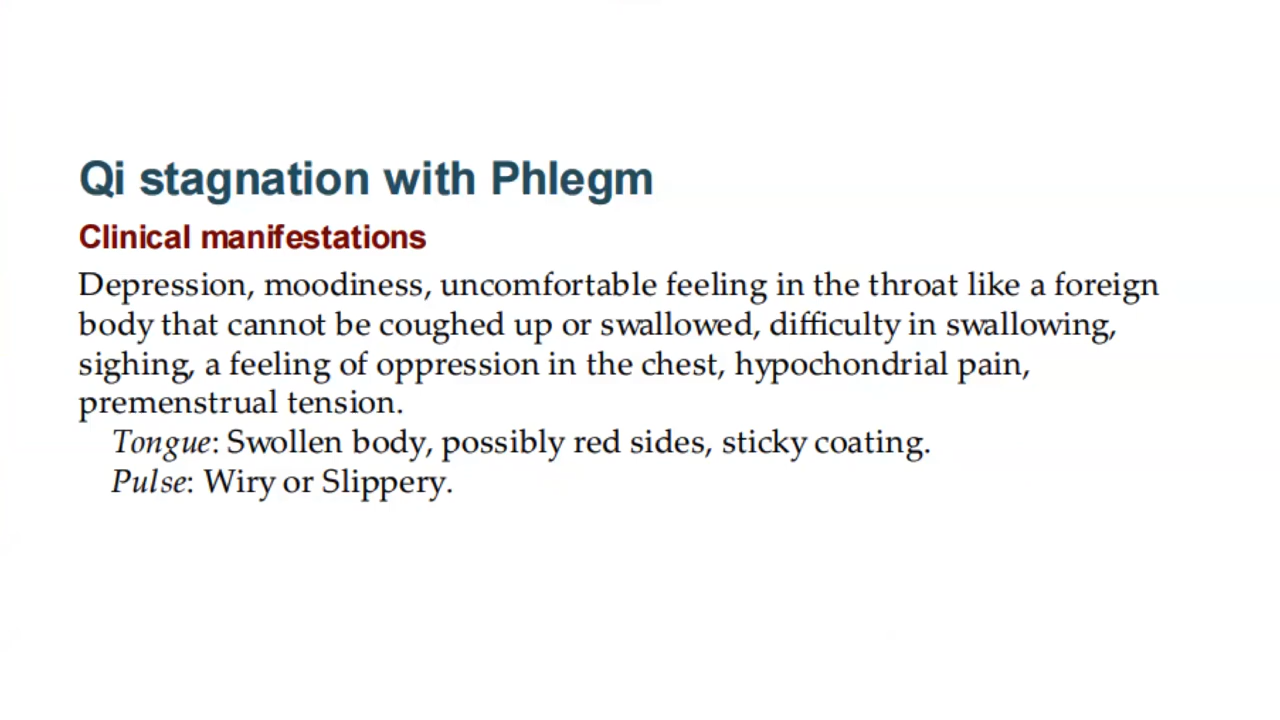 Qi stagnation with Phlegm
Clinical manifestations
Depression, moodiness, uncomfortable feeling in the throat like a foreign
body that cannot be coughed up or swallowed, difficulty in swallowing,
sighing, a feeling of oppression in the chest, hypochondrial pain,
premenstrual tension.
Tongue: Swollen body, possibly red sides, sticky coating.
Pulse: Wiry or Slippery.